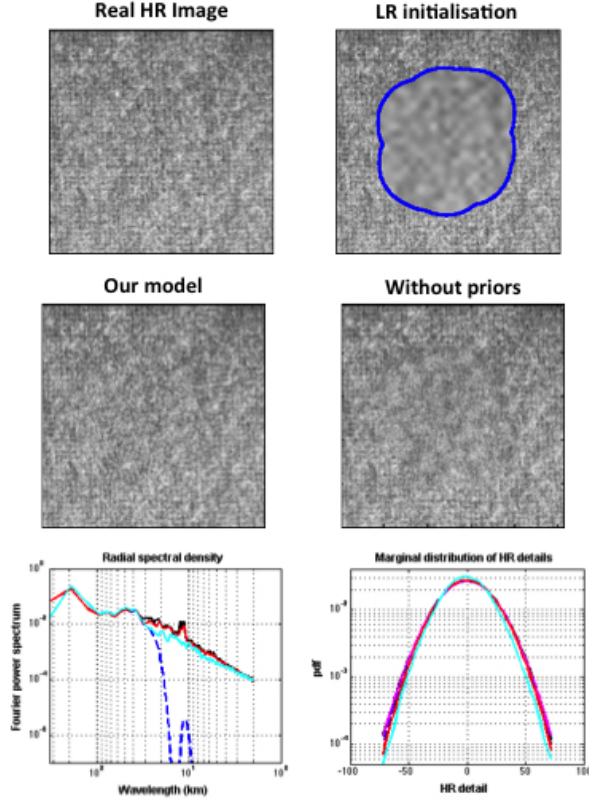 Real HR Image
LR initialisation
Our model
Without priors
Radial spectral density
Fourier power spectrum
Wavelength (km)
Marginal distribution of HR details
pdf
-100 -50 0 50 100
HR detail